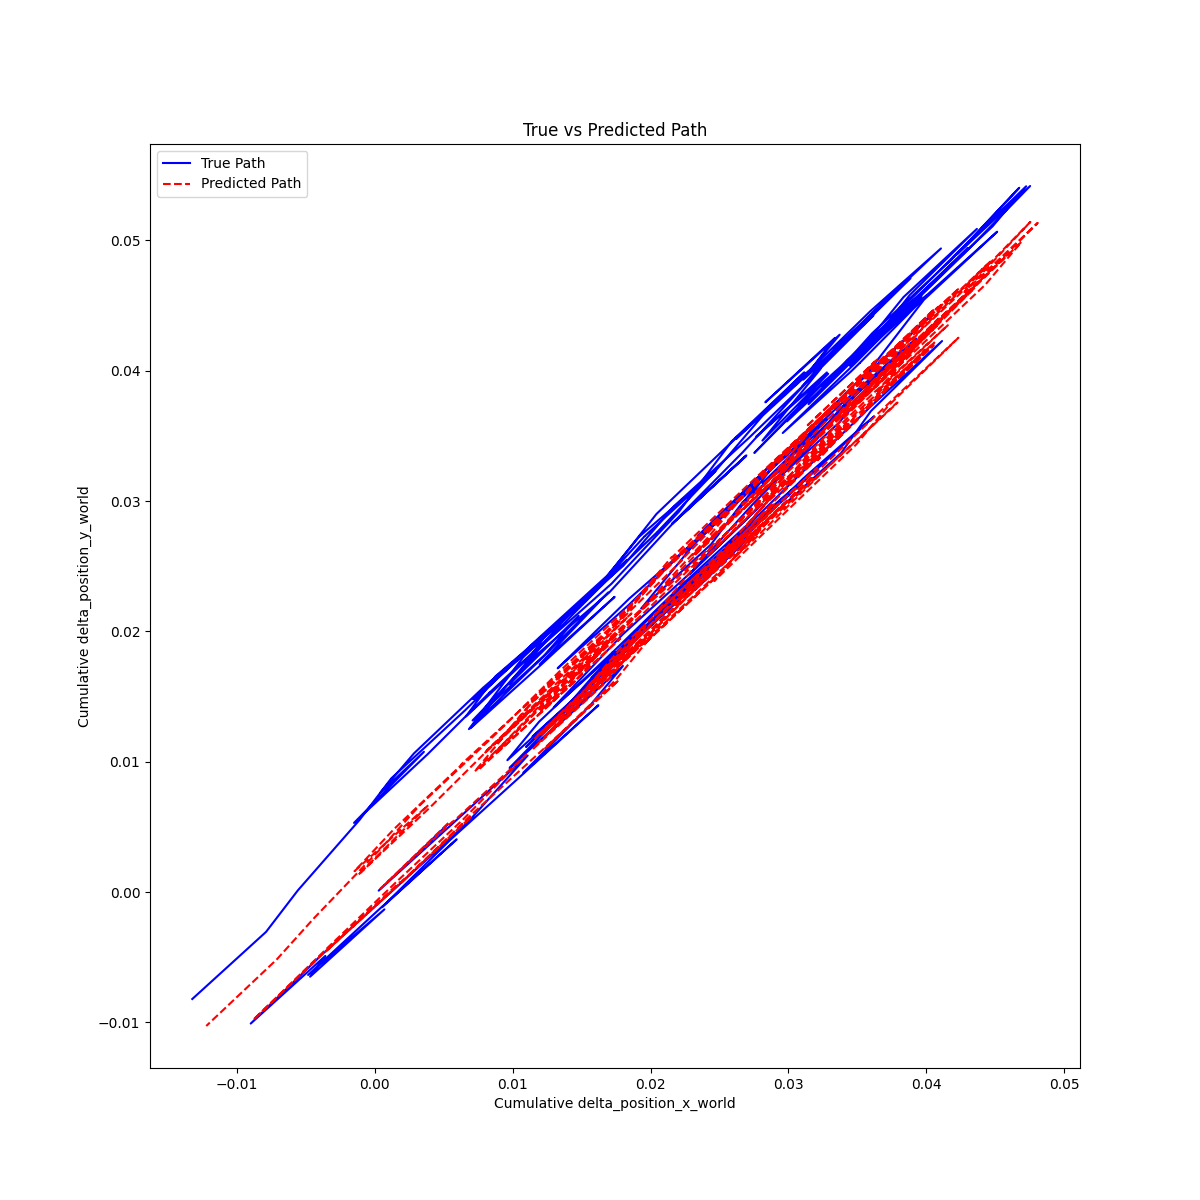 True vs Predicted Path
True Path
Predicted Path
0.05
0.04
0.03
0.02
0.01
0.00
−0.01
Cumulative delta_position_y_world
−0.01
0.00
0.01
0.02
0.03
0.04
0.05
Cumulative delta_position_x_world